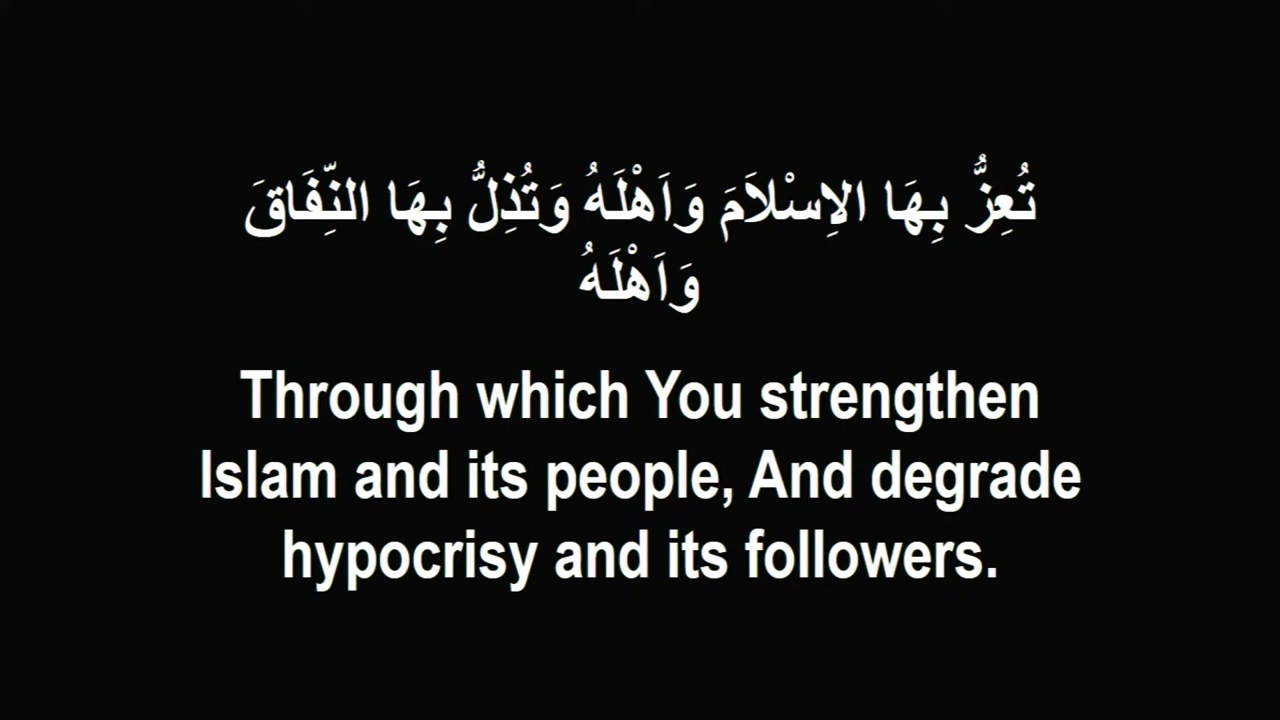 تُعِزُّ بِهَا الاِسْلاَمَ وَاَهْلَهُ وَتُذِلُّ بِهَا النِّفَاقَ
وَاَهْلَهُ
Through which You strengthen
Islam and its people, And degrade
hypocrisy and its followers.